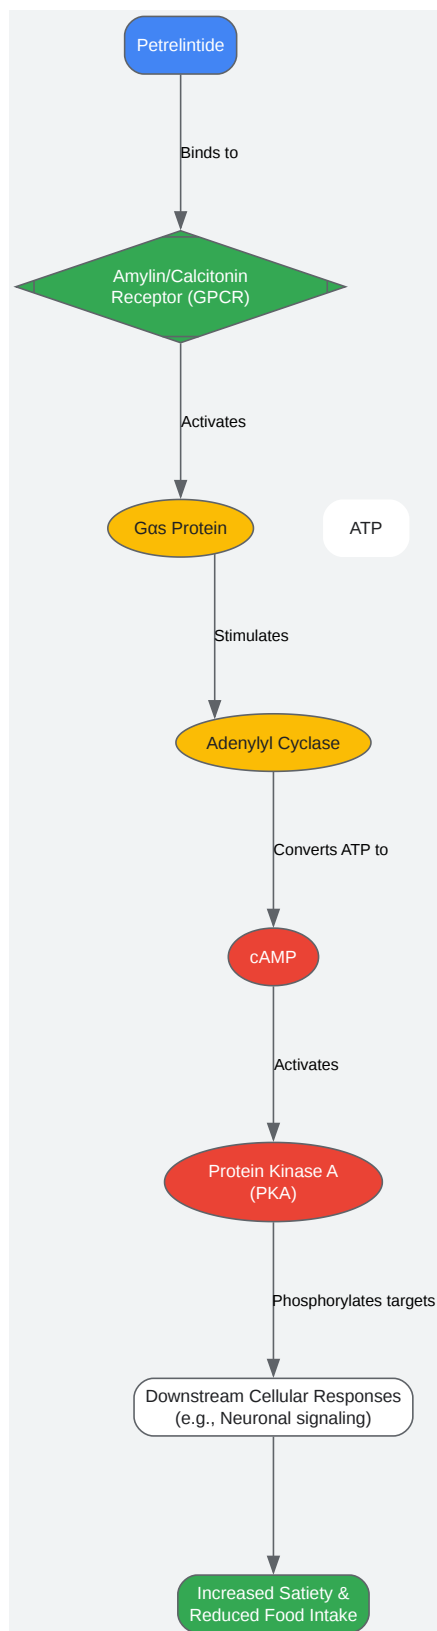 Petrelintide
Binds to
Amylin/Calcitonin
Receptor (GPCR)
Activates
Gαs Protein
ATP
Stimulates
Adenylyl Cyclase
Converts ATP to
cAMP
Activates
Protein Kinase A
(PKA)
Phosphorylates targets
Downstream Cellular Responses
(e.g., Neuronal signaling)
Increased Satiety &
Reduced Food Intake